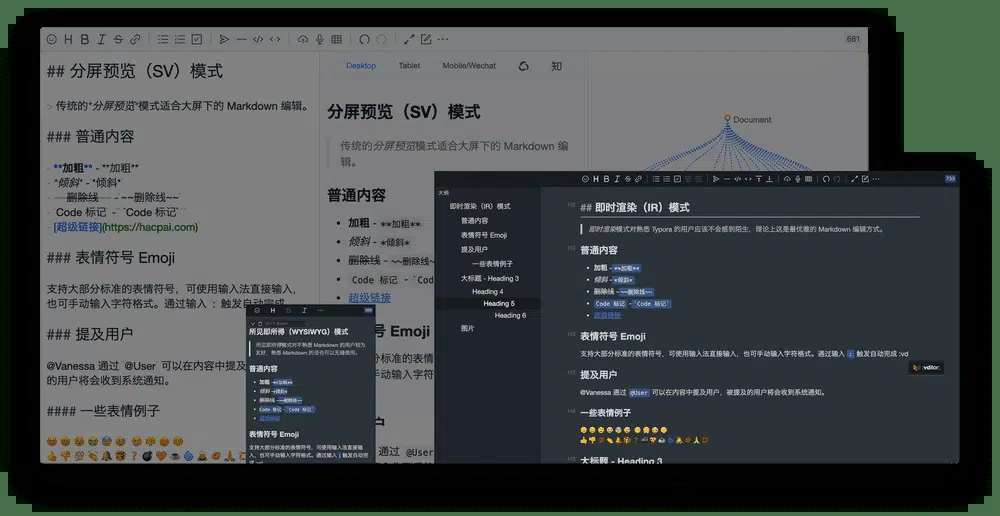 681
## 分屏预览（SV）模式
> 传统的*分屏预览*模式适合大屏下的 Markdown 编辑。
### 普通内容
- **加粗** - \**加粗**
- *倾斜* - \*倾斜*
- ~~删除线~~ - \~~删除线~~
- `Code 标记` - \`Code 标记`
- [超级链接](https://hacpai.com)
### 表情符号 Emoji
支持大部分标准的表情符号，可使用输入法直接输入，
也可手动输入字符格式。通过输入 : 触发自动完成
### 提及用户
@Vanessa 通过 `@User` 可以在内容中提及
的用户将会收到系统通知。
#### 一些表情例子
Desktop Tablet Mobile/Wechat 知
分屏预览（SV）模式
传统的分屏预览模式适合大屏下的 Markdown 编
辑。
普通内容
加粗 - **加粗**
倾斜 - *倾斜*
删除线 - ~~删除线~
Code 标记 - `Cod
超级链接
号 Emoji
通过 @User
Document
所见即所得（WYSIWYG）模式
所见即所得模式对不熟悉 Markdown 的用户较为
友好，熟悉 Markdown 的话也可以无缝使用。
普通内容
加粗 - **加粗**
倾斜 - *倾斜*
删除线 - ~~删除线~~
Code 标记 - `Code 标记`
超级链接
表情符号 Emoji
支持大部分标准的表情符号，可使用输入法直接输
入，也可手动输入字符格式。通过输入 : 触发自动完
成 :vd
大纲
即时渲染（IR）模式
普通内容
表情符号 Emoji
提及用户
一些表情例子
大标题 - Heading 3
Heading 4
Heading 5
Heading 6
图片
H2 ## 即时渲染（IR）模式
即时渲染模式对熟悉 Typora 的用户应该不会感到陌生，理论上这是最优雅的 Markdown 编辑方式。
H3 普通内容
加粗 - **加粗**
倾斜 - *倾斜*
删除线 - ~~删除线~~
Code 标记 - `Code 标记`
超级链接
H3 表情符号 Emoji
支持大部分标准的表情符号，可使用输入法直接输入，也可手动输入字符格式。通过输入 : 触发自动完成 :vd
:vditor:
H3 提及用户
@Vanessa 通过 @User 可以在内容中提及用户，被提及的用户将会收到系统通知。
H4 一些表情例子
H3 大标题 - Heading 3